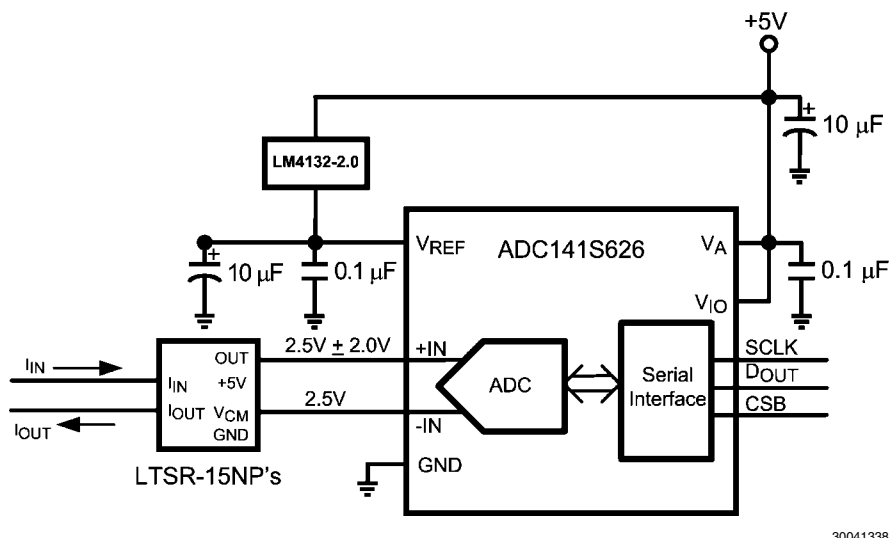 +5V
10 µF
LM4132-2.0
10 µF
0.1 µF
VREF
ADC141S626
VA
VIO
0.1 µF
IIN
IOUT
IIN
OUT
+5V
IOUT
VCM
GND
LTSR-15NP's
2.5V ± 2.0V
2.5V
+IN
-IN
GND
ADC
Serial
Interface
SCLK
DOUT
CSB
+
+
30041338